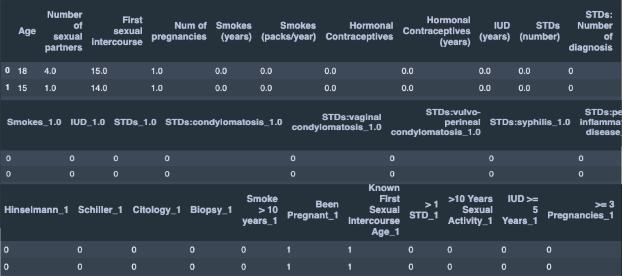 Age
Number
of
sexual
partners
First
sexual
intercourse
Num of
pregnancies
Smokes
(years)
Smokes
(packs/year)
Hormonal
Contraceptives
Hormonal
Contraceptives
(years)
IUD
(years)
STDs
(number)
STDs:
Number
of
diagnosis
0 18 4.0 15.0 1.0 0.0 0.0 0.0 0.0 0.0 0.0 0
1 15 1.0 14.0 1.0 0.0 0.0 0.0 0.0 0.0 0.0 0
Smokes_1.0
IUD_1.0
STDs_1.0
STDs:condylomatosis_1.0
STDs:vaginal
condylomatosis_1.0
STDs:vulvo-
perineal
condylomatosis_1.0
STDs:syphilis_1.0
STDs:pe
inflamma
disease_
0 0 0 0 0 0 0 0
0 0 0 0 0 0 0 0
Hinselmann_1
Schiller_1
Citology_1
Biopsy_1
Smoke
> 10
years_1
Been
Pregnant_1
Known
First
Sexual
Intercourse
Age_1
> 1
STD_1
>10 Years
Sexual
Activity_1
IUD >=
5
Years_1
>= 3
Pregnancies_1
0 0 0 0 0 1 1 0 0 0 0
0 0 0 0 0 1 1 0 0 0 0